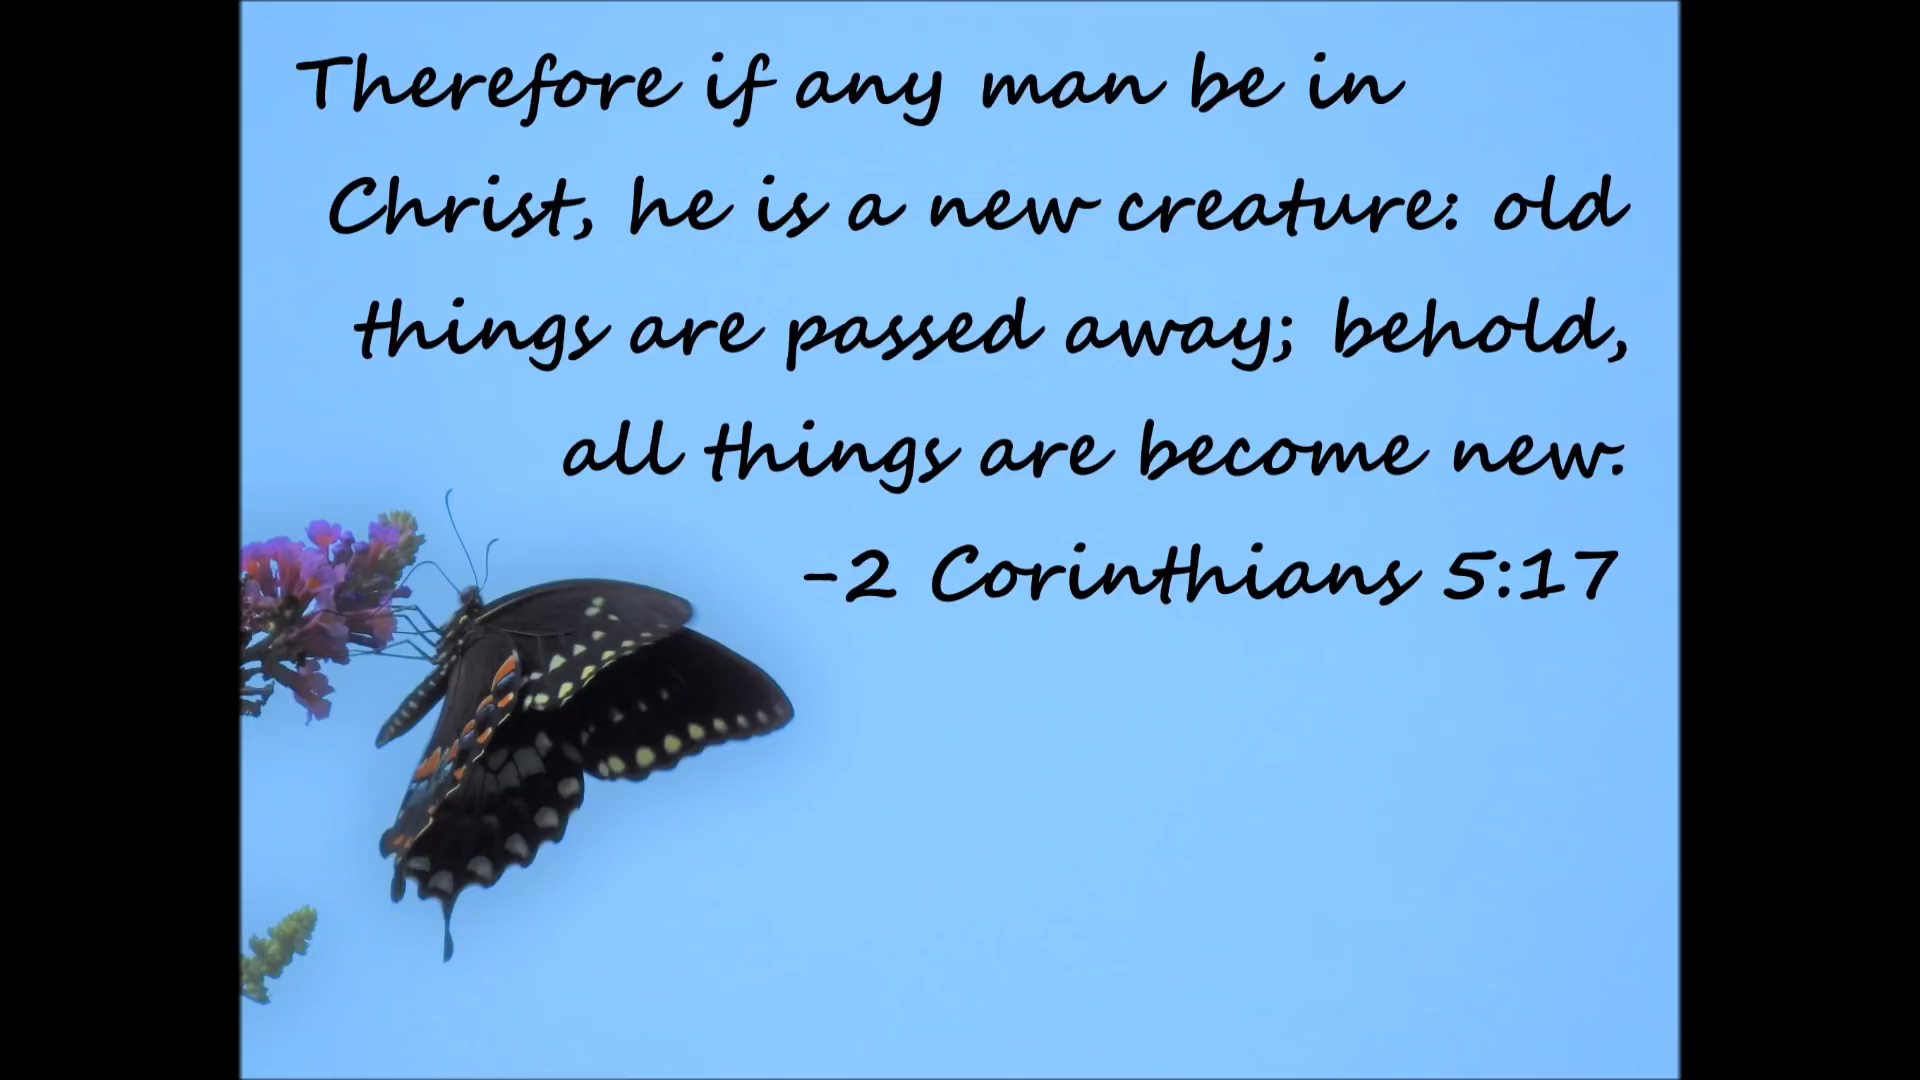 Therefore if any man be in
Christ, he is a new creature: old
things are passed away; behold,
all things are become new.
-2 Corinthians 5:17